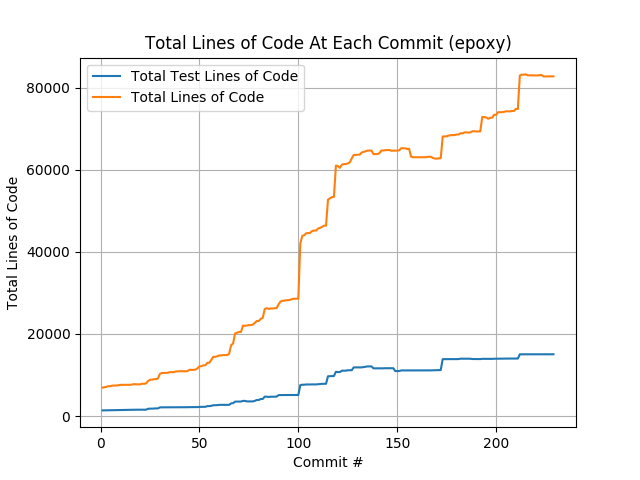 Total Lines of Code At Each Commit (epoxy)
Total Test Lines of Code
Total Lines of Code
80000
60000
40000
20000
0
Total Lines of Code
0 50 100 150 200
Commit #